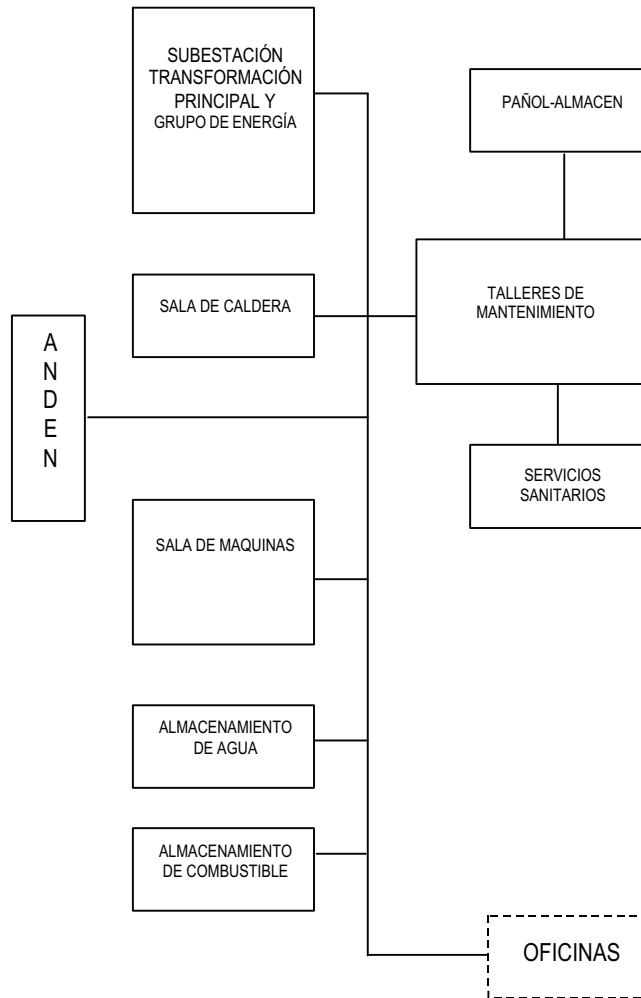 SUBESTACIÓN
TRANSFORMACIÓN
PRINCIPAL Y
GRUPO DE ENERGÍA
PAÑOL-ALMACEN
SALA DE CALDERA
TALLERES DE
MANTENIMIENTO
A
N
D
E
N
SERVICIOS
SANITARIOS
SALA DE MAQUINAS
ALMACENAMIENTO
DE AGUA
ALMACENAMIENTO
DE COMBUSTIBLE
OFICINAS